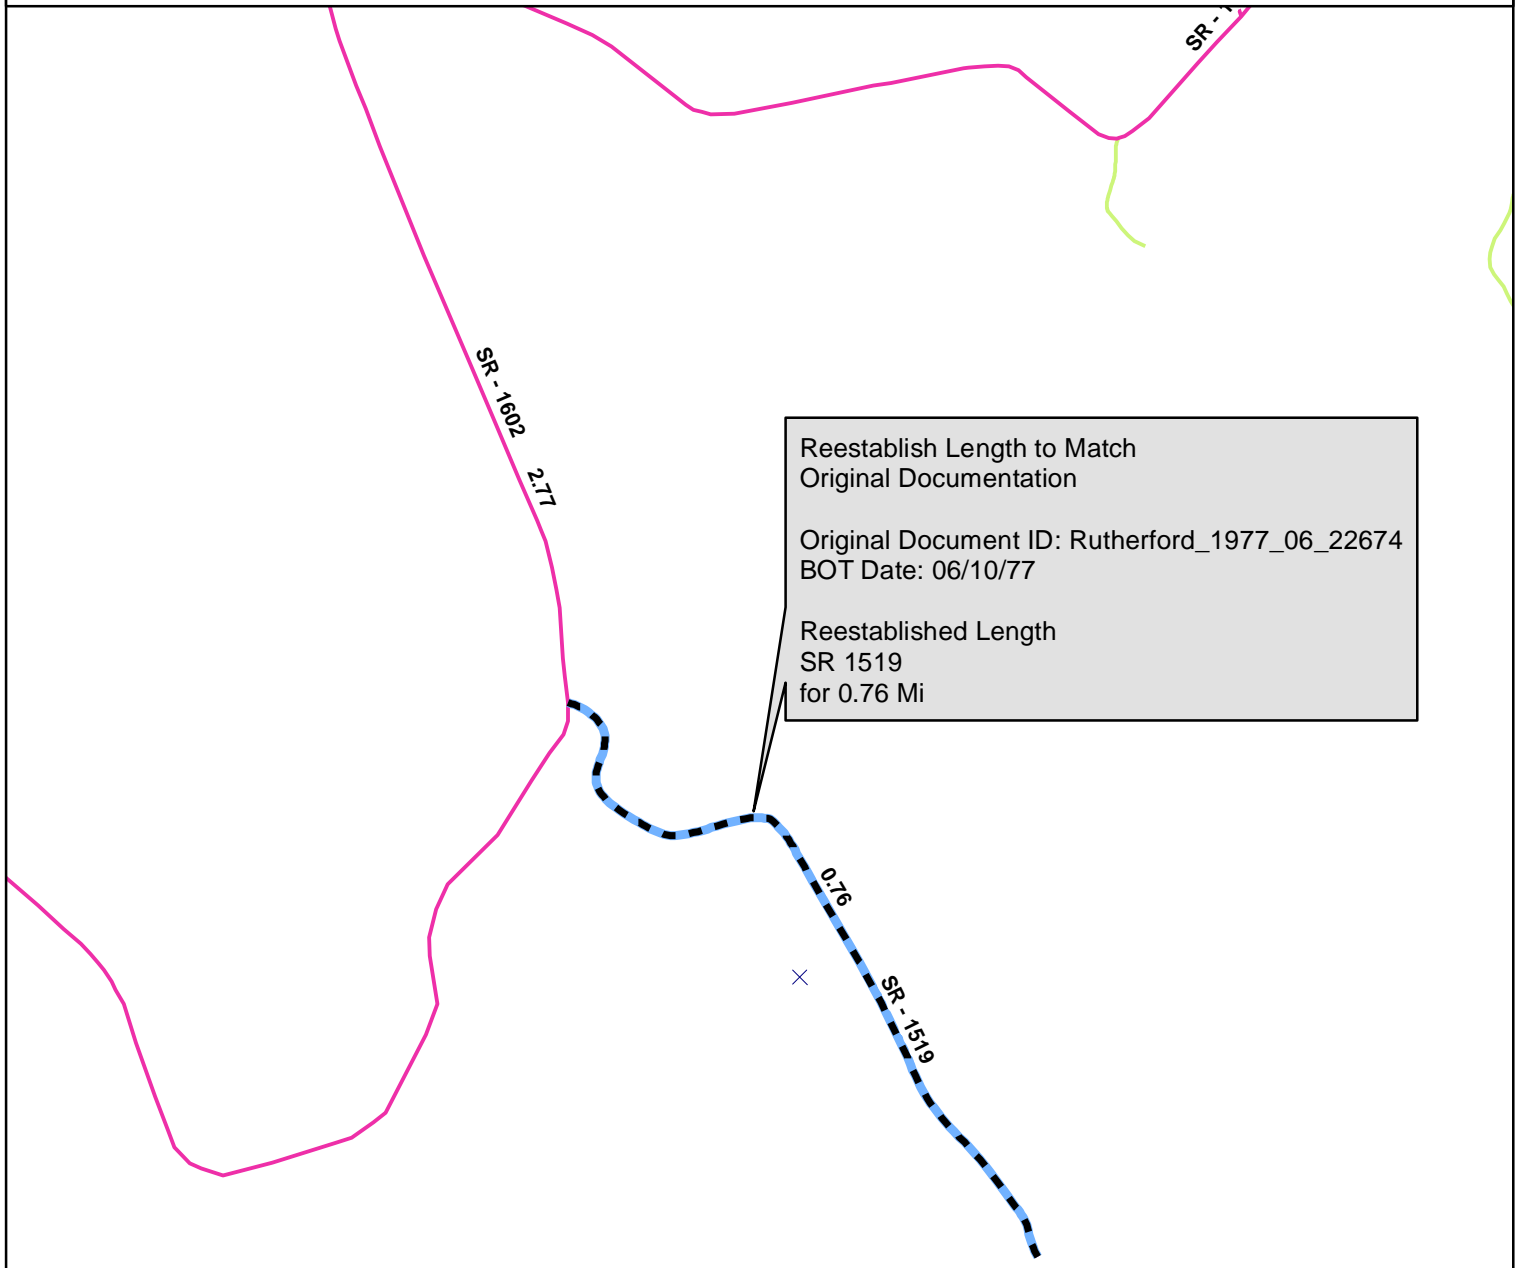 SR -
SR - 1602 2.77
Reestablish Length to Match
Original Documentation
Original Document ID: Rutherford_1977_06_22674
BOT Date: 06/10/77
Reestablished Length
SR 1519
for 0.76 Mi
0.76
SR - 1519